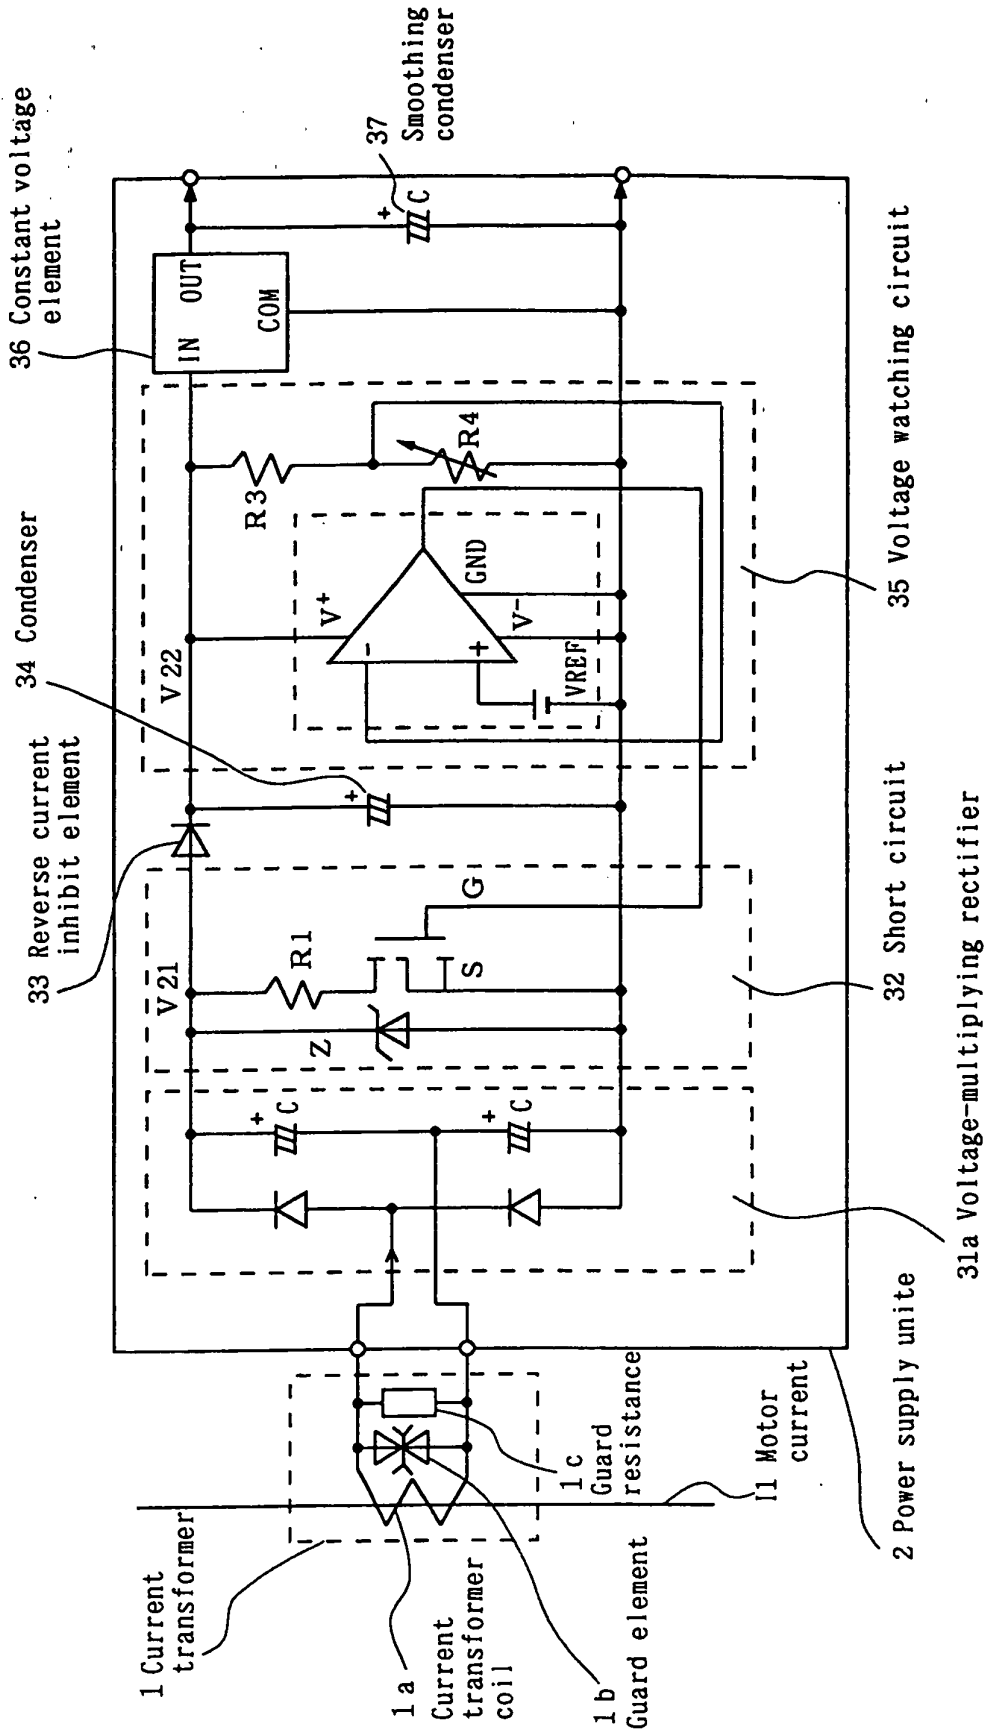 36 Constant voltage
element
37
Smoothing
condenser
34 Condenser
33 Reverse current
inhibit element
IN
OUT
COM
+
C
V22
V21
R3
R4
V+
-
+
GND
V-
VREF
+
R1
G
S
Z
+
C
+
C
1 Current
transformer
1a
Current
transformer
coil
1b
Guard element
1c
Guard
resistance
I1 Motor
current
2 Power supply unite
31a Voltage-multiplying rectifier
32 Short circuit
35 Voltage watching circuit